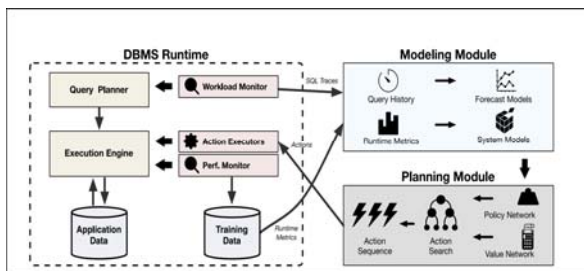 DBMS Runtime
Query Planner
Workload Monitor
Execution Engine
Action Executors
Perf. Monitor
Application
Data
Training
Data
SQL Traces
Actions
Runtime
Metrics
Modeling Module
Query History
Forecast Models
Runtime Metrics
System Models
Planning Module
Action
Sequence
Action
Search
Policy Network
Value Network